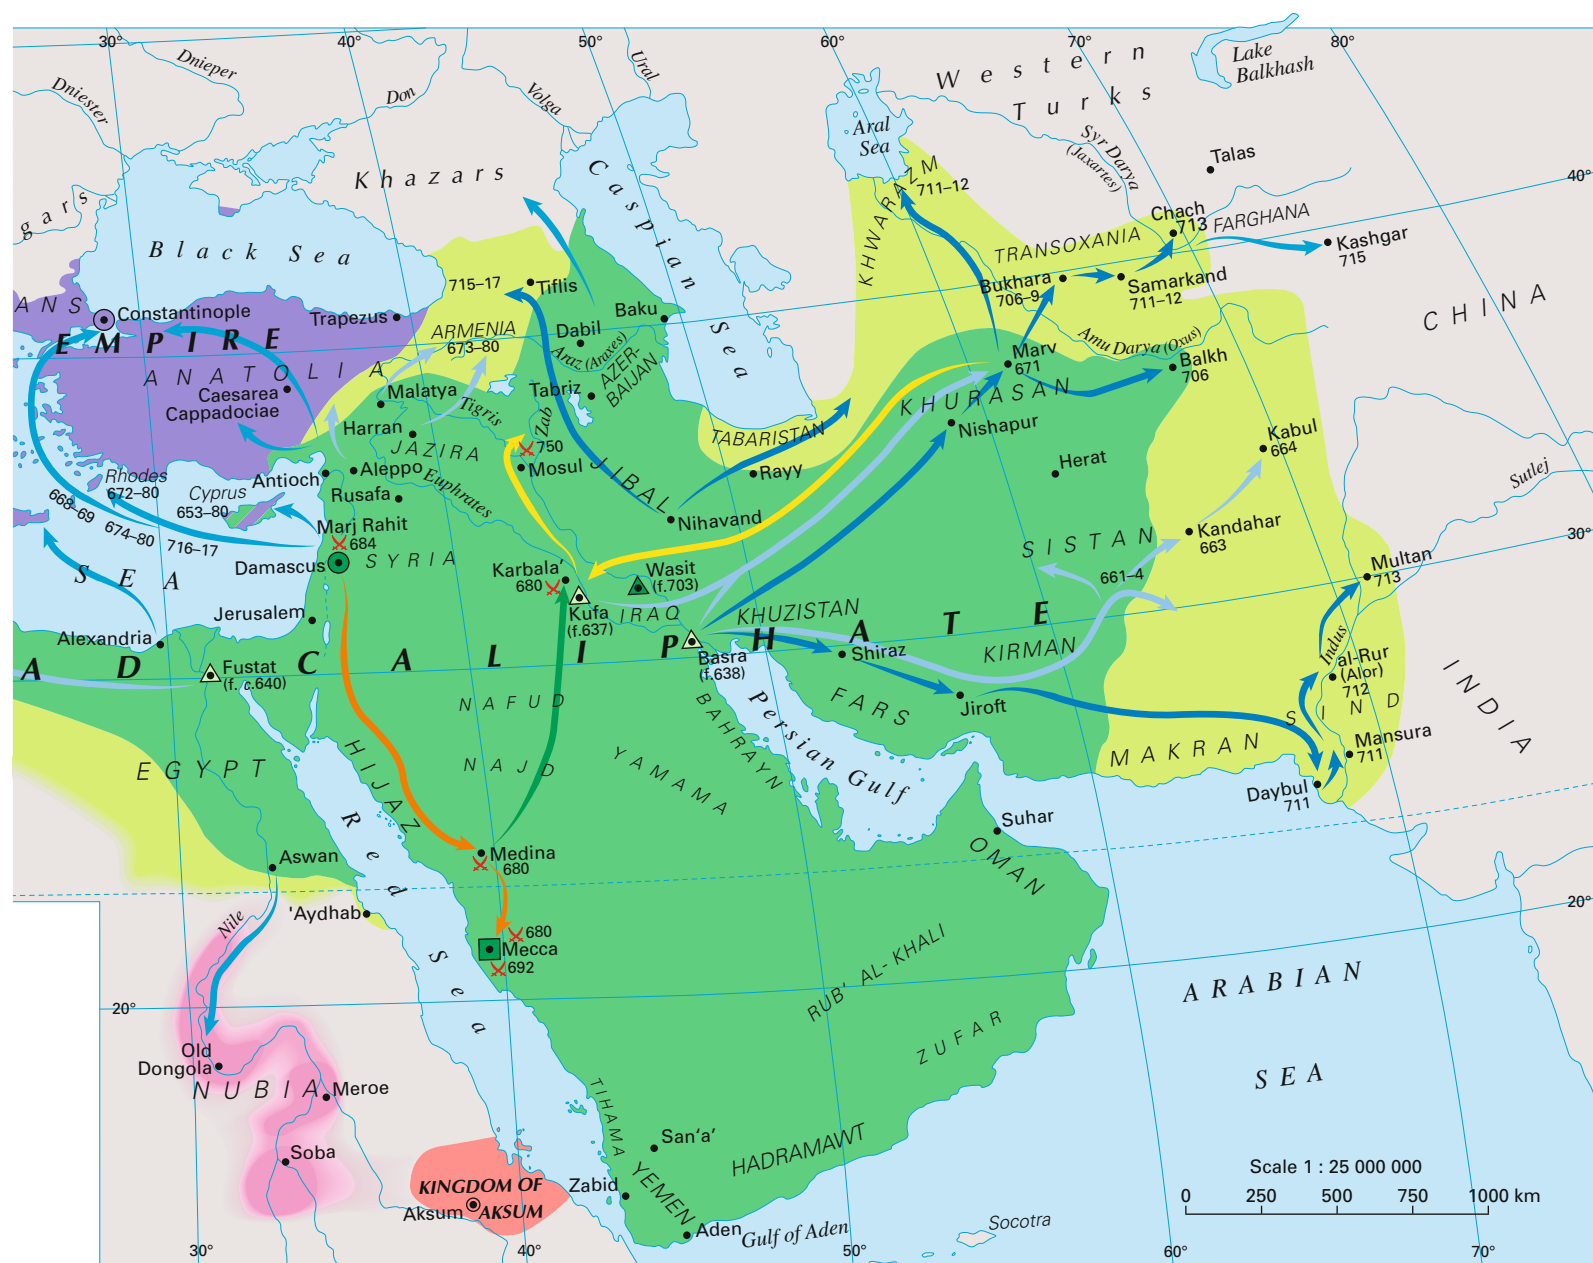 30°
40°
50°
60°
70°
80°
Dnieper
Dniester
Don
Volga
Ural
Western
Turks
Lake
Balkhash
Aral
Sea
Syr Darya
(Jaxartes)
Talas
40°
Khazars
Caspian
Sea
KHWARAZM
711–12
Chach
713
FARGHANA
Kashgar
715
TRANSOXANIA
gars
Black Sea
Bukhara
706–9
Samarkand
711–12
CHINA
715–17
Tiflis
ANS
Constantinople
EMPIRE
Trapezus
Baku
Dabil
ARMENIA
673–80
Araz (Araxes)
AZER-
BAIJAN
Amu Darya (Oxus)
Marv
671
Balkh
706
ANATOLIA
Caesarea
Cappadociae
Malatya
Tigris
Tabriz
Zab
KHURASAN
Harran
JAZIRA
750
TABARISTAN
Nishapur
Kabul
664
Rhodes
672–80
Cyprus
653–80
Antioch
Aleppo
Euphrates
Mosul
JIBAL
Rayy
Herat
Sutlej
Rusafa
668–69
674–80
716–17
Marj Rahit
684
Nihavand
Kandahar
663
30°
SEA
Damascus
SYRIA
Karbala'
680
Wasit
(f.703)
SISTAN
661–4
Multan
713
Jerusalem
Kufa
(f.637)
IRAQ
KHUZISTAN
Alexandria
AD CALIPHATE
Fustat
(f. c.640)
Basra
(f.638)
Shiraz
KIRMAN
Indus
al-Rur
(Alor)
712
INDIA
NAFUD
BAHRAYN
Persian Gulf
FARS
Jiroft
SIND
EGYPT
HIJAZ
NAJD
YAMAMA
MAKRAN
Mansura
711
Daybul
711
Red Sea
Suhar
OMAN
Aswan
Medina
680
'Aydhab
Nile
680
Mecca
692
20°
RUB' AL-KHALI
ARABIAN
SEA
20°
ZUFAR
Old
Dongola
NUBIA
Meroe
TIHAMA
San'a'
Soba
HADRAMAWT
YEMEN
KINGDOM OF
AKSUM
Aksum
Zabid
Aden
Gulf of Aden
Socotra
Scale 1 : 25 000 000
0 250 500 750 1000 km
30°
40°
50°
60°
70°